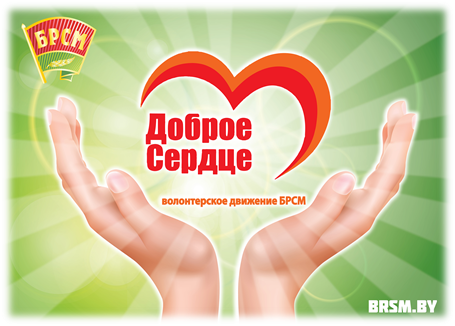 БРСМ
Доброе
Сердце
волонтерское движение БРСМ
BRSM.BY